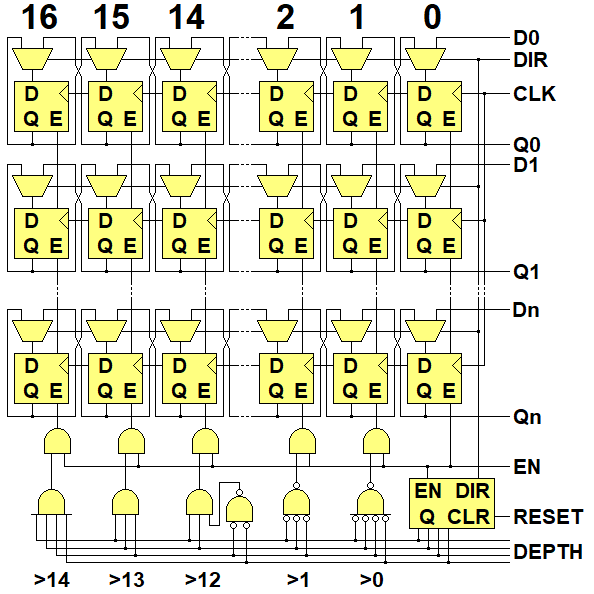 16 15 14 2 1 0
D0
DIR
D D D D D D CLK
Q E Q E Q E Q E Q E Q E
Q0
D1
D D D D D D
Q E Q E Q E Q E Q E Q E
Q1
Dn
D D D D D D
Q E Q E Q E Q E Q E Q E
Qn
EN
EN DIR
Q CLR RESET
DEPTH
>14 >13 >12 >1 >0